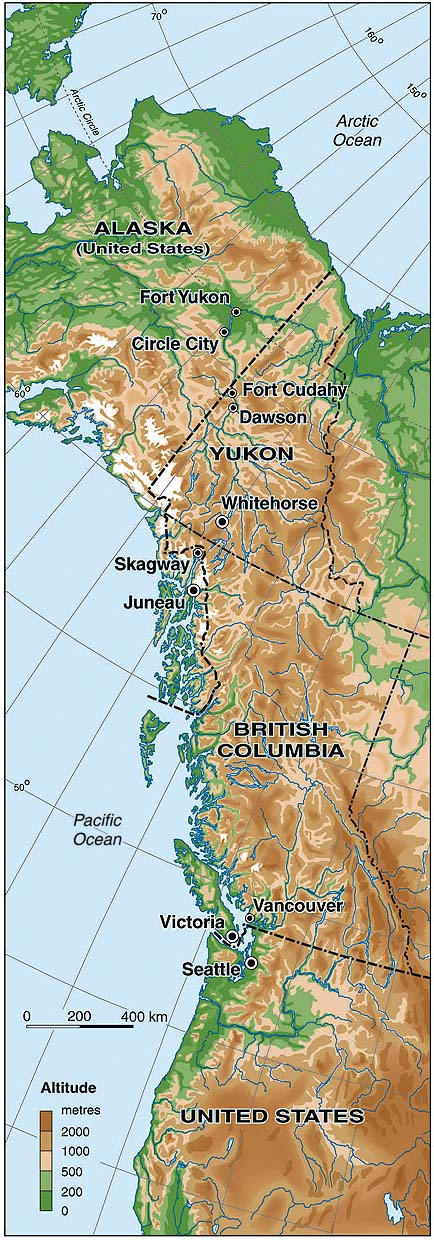 70°
160°
150°
Arctic Circle
Arctic
Ocean
ALASKA
(United States)
Fort Yukon
Circle City
60°
Fort Cudahy
Dawson
YUKON
Whitehorse
Skagway
Juneau
BRITISH
COLUMBIA
50°
Pacific
Ocean
Vancouver
Victoria
Seattle
0 200 400 km
Altitude
metres
2000
1000
500
200
0
UNITED STATES